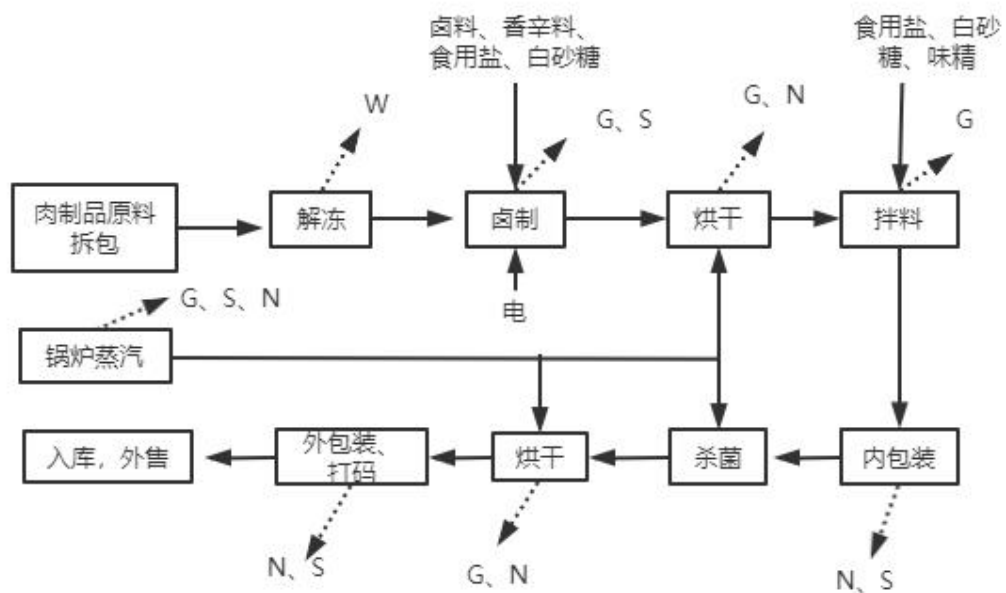 卤料、香辛料、
食用盐、白砂糖
食用盐、白砂
糖、味精
W
G、S
G、N
G
肉制品原料
拆包
解冻
卤制
烘干
拌料
电
G、S、N
锅炉蒸汽
入库，外售
外包装、
打码
烘干
杀菌
内包装
N、S
G、N
N、S